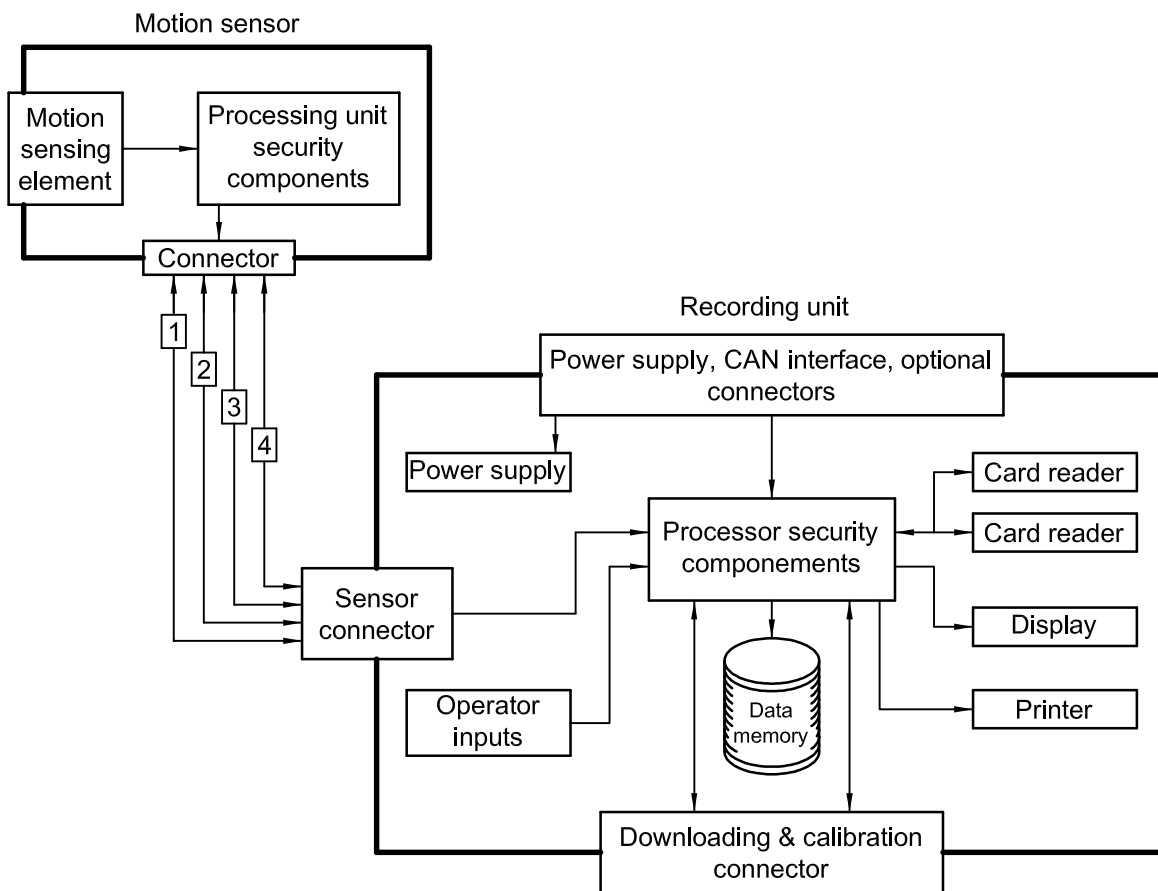 Motion sensor
Motion
sensing
element
Processing unit
security
components
Connector
1
2
3
4
Recording unit
Power supply, CAN interface, optional
connectors
Power supply
Processor security
componements
Card reader
Card reader
Sensor
connector
Display
Operator
inputs
Data
memory
Printer
Downloading & calibration
connector